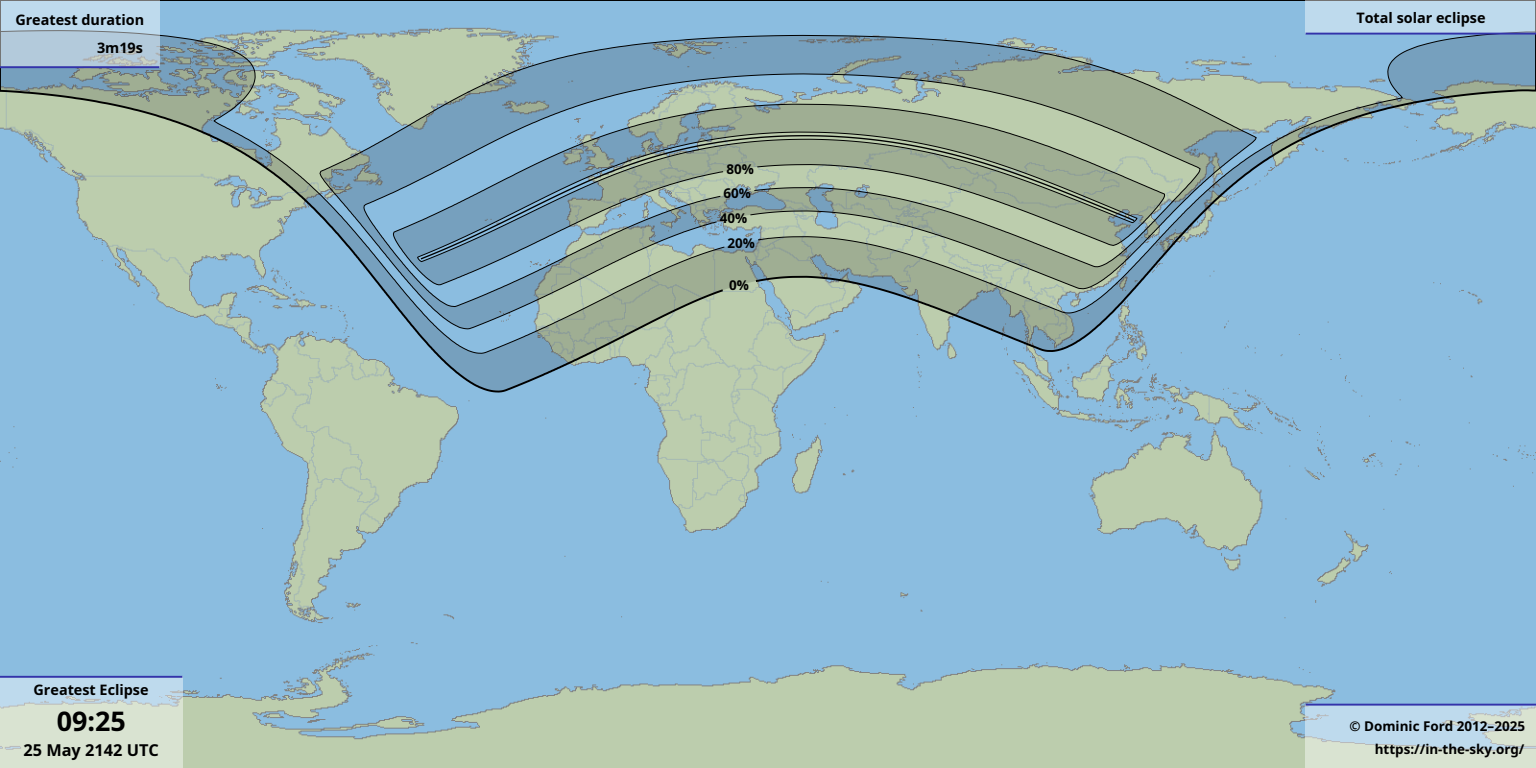 Greatest duration
3m19s
Total solar eclipse
80%
60%
40%
20%
0%
Greatest Eclipse
09:25
25 May 2142 UTC
© Dominic Ford 2012–2025
https://in-the-sky.org/